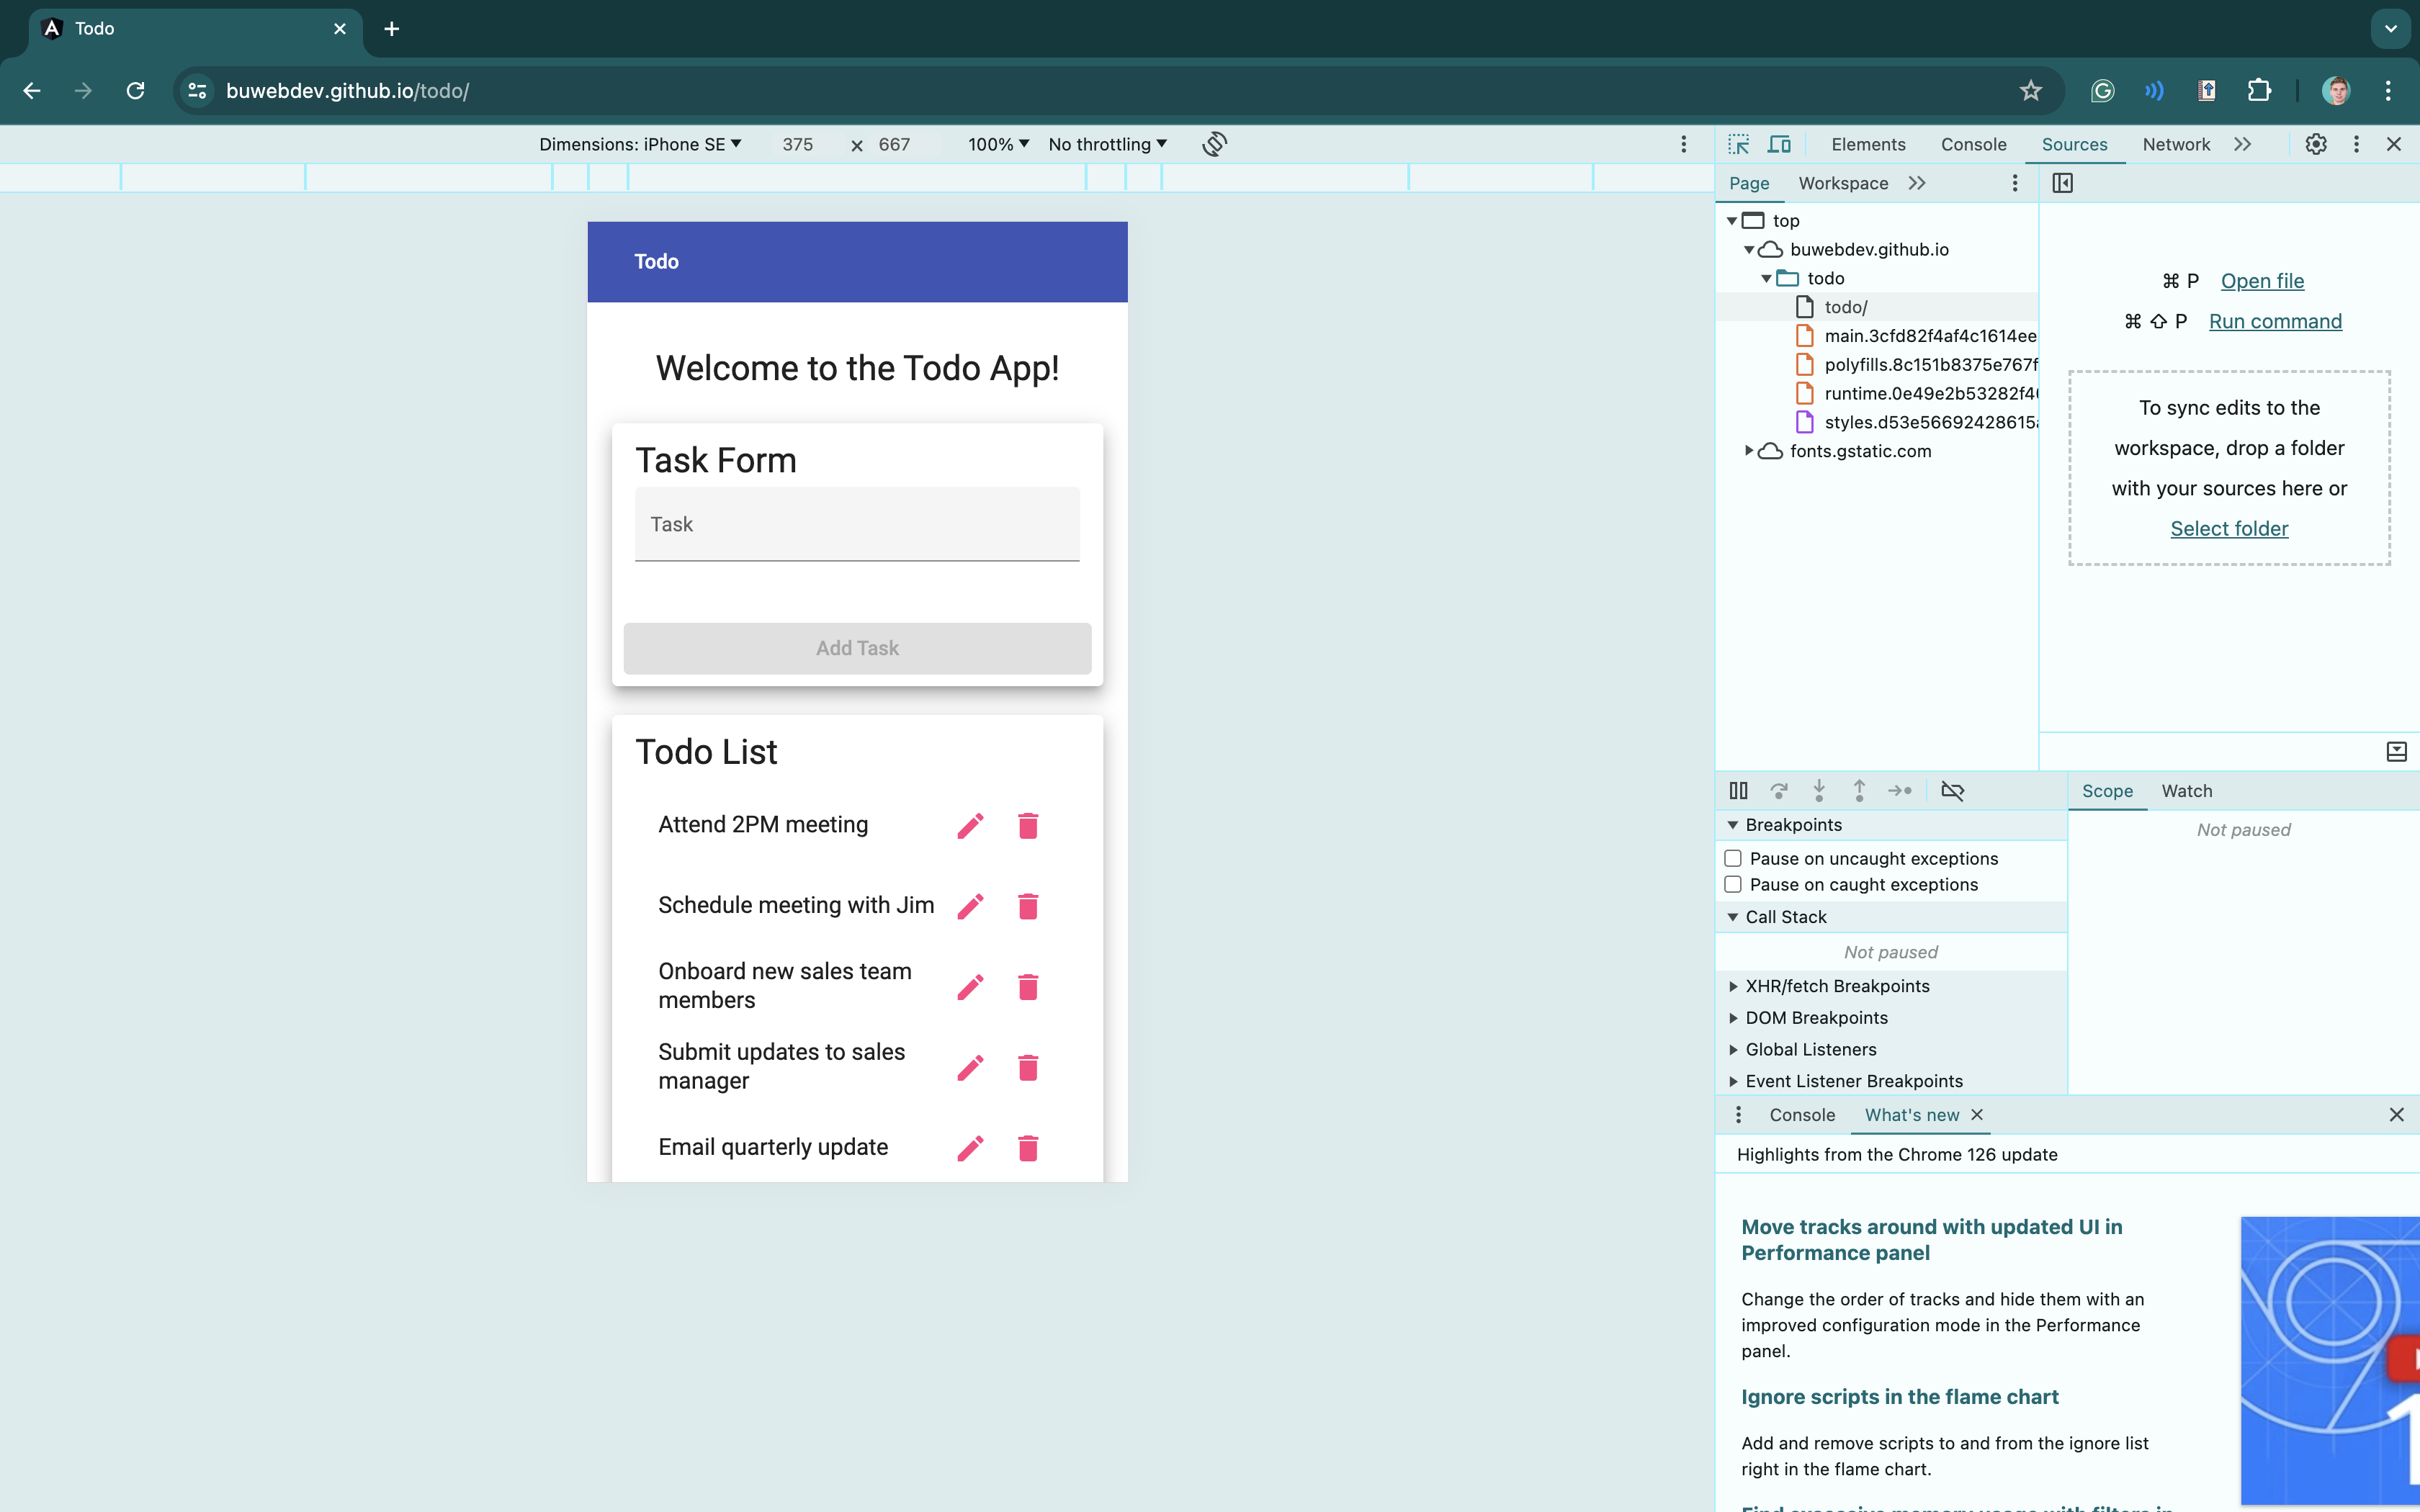 Todo
buwebdev.github.io/todo/
Dimensions: iPhone SE
375 × 667
100%
No throttling
Todo
Welcome to the Todo App!
Task Form
Task
Add Task
Todo List
Attend 2PM meeting
Schedule meeting with Jim
Onboard new sales team
members
Submit updates to sales
manager
Email quarterly update
Elements
Console
Sources
Network
Page
Workspace
top
buwebdev.github.io
todo
todo/
main.3cfd82f4af4c1614ee
polyfills.8c151b8375e767f
runtime.0e49e2b53282f4
styles.d53e56692428615
fonts.gstatic.com
⌘ P Open file
⌘ ⇧ P Run command
To sync edits to the
workspace, drop a folder
with your sources here or
Select folder
Breakpoints
Pause on uncaught exceptions
Pause on caught exceptions
Call Stack
Not paused
XHR/fetch Breakpoints
DOM Breakpoints
Global Listeners
Event Listener Breakpoints
Scope
Watch
Not paused
Console
What's new
Highlights from the Chrome 126 update
Move tracks around with updated UI in
Performance panel
Change the order of tracks and hide them with an
improved configuration mode in the Performance
panel.
Ignore scripts in the flame chart
Add and remove scripts to and from the ignore list
right in the flame chart.